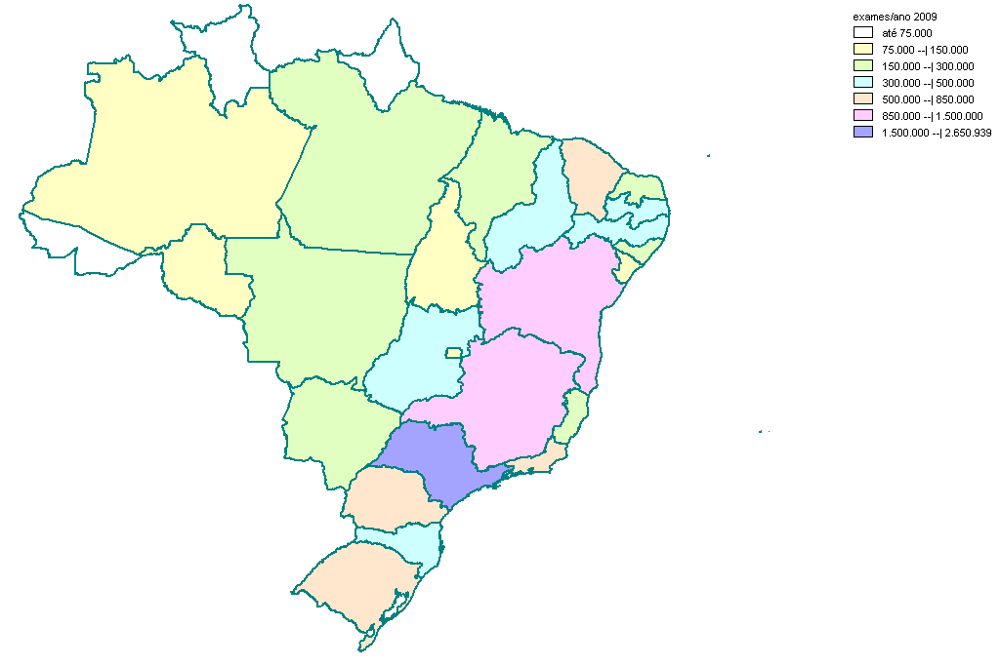 exames/ano 2009
até 75.000
75.000 --| 150.000
150.000 --| 300.000
300.000 --| 500.000
500.000 --| 850.000
850.000 --| 1.500.000
1.500.000 --| 2.650.939